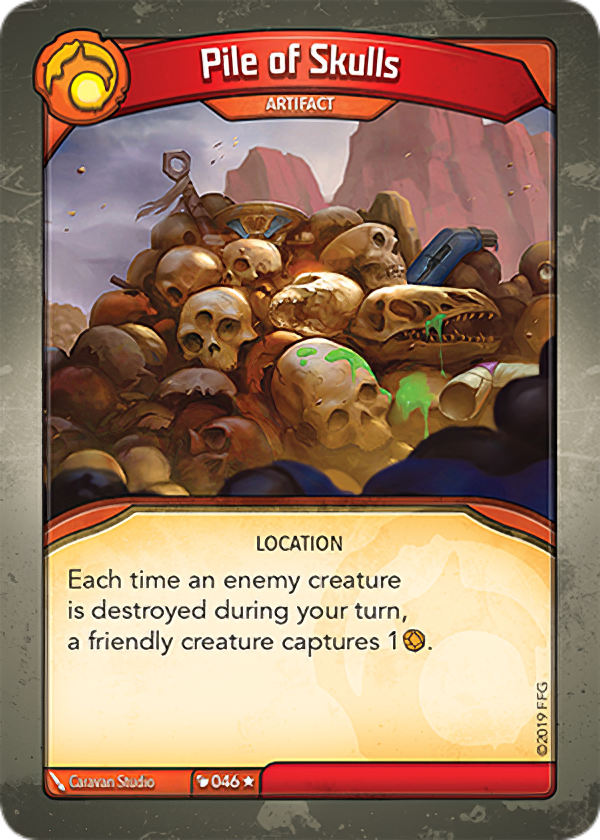 Pile of Skulls
ARTIFACT
LOCATION
Each time an enemy creature
is destroyed during your turn,
a friendly creature captures 1.
©2019 FFG
Caravan Studio
046